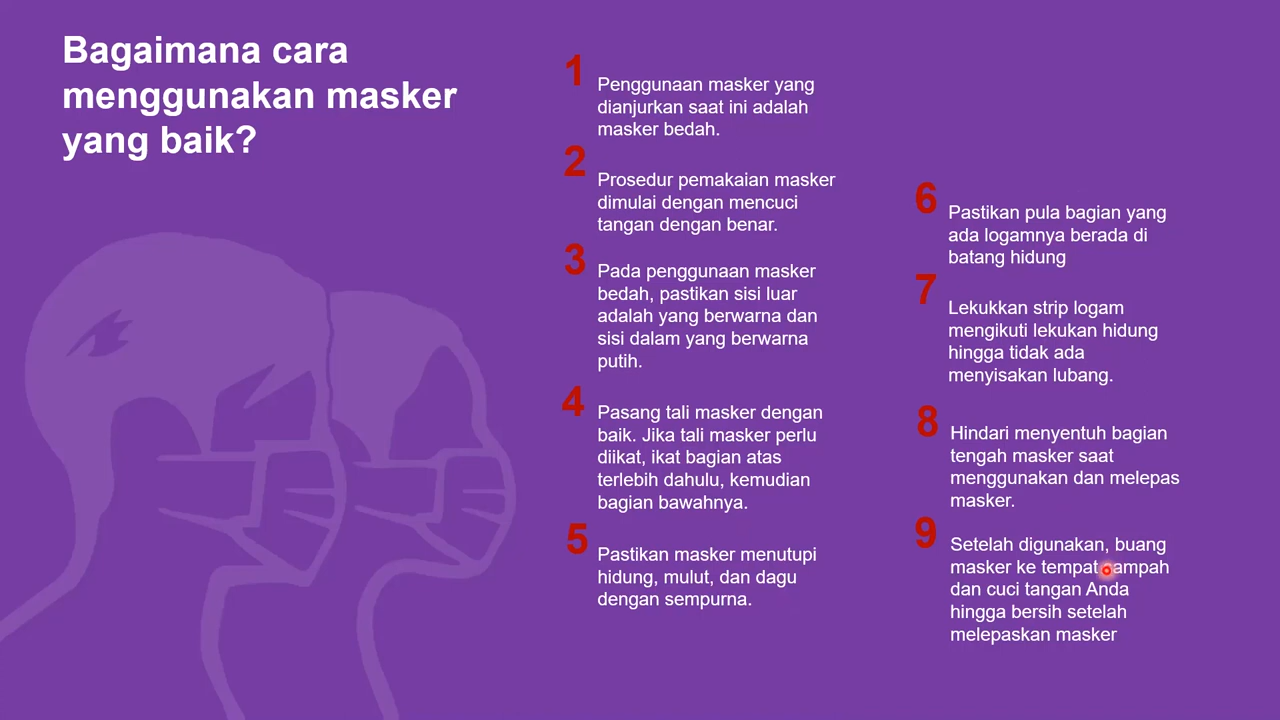 Bagaimana cara
menggunakan masker
yang baik?
1
Penggunaan masker yang
dianjurkan saat ini adalah
masker bedah.
2
Prosedur pemakaian masker
dimulai dengan mencuci
tangan dengan benar.
3
Pada penggunaan masker
bedah, pastikan sisi luar
adalah yang berwarna dan
sisi dalam yang berwarna
putih.
4
Pasang tali masker dengan
baik. Jika tali masker perlu
diikat, ikat bagian atas
terlebih dahulu, kemudian
bagian bawahnya.
5
Pastikan masker menutupi
hidung, mulut, dan dagu
dengan sempurna.
6
Pastikan pula bagian yang
ada logamnya berada di
batang hidung
7
Lekukkan strip logam
mengikuti lekukan hidung
hingga tidak ada
menyisakan lubang.
8
Hindari menyentuh bagian
tengah masker saat
menggunakan dan melepas
masker.
9
Setelah digunakan, buang
masker ke tempat sampah
dan cuci tangan Anda
hingga bersih setelah
melepaskan masker